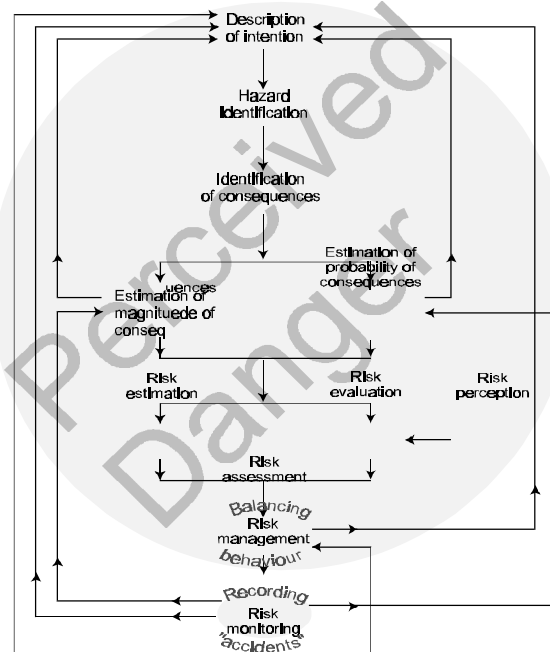 Description
of intention
Hazard
identification
Identification
of consequences
Estimation of
probability of
consequences
uences
Estimation of
magnituede of
conseq
Risk
estimation
Risk
evaluation
Risk
perception
Risk
assessment
Balancing
Risk
management
behaviour
Recording
Risk
monitoring
"accidents"
Perceived
Danger